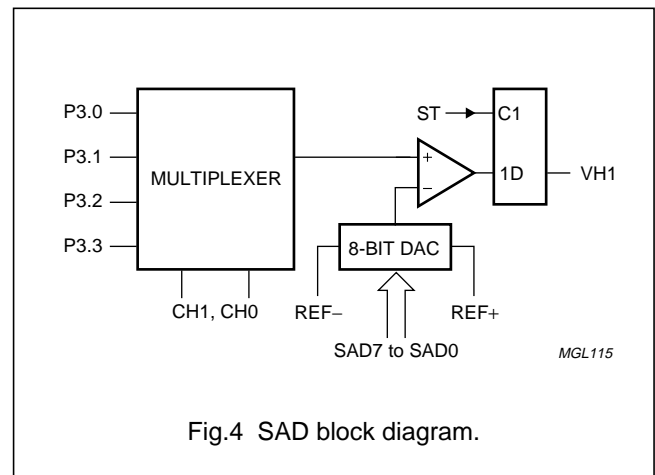 P3.0
P3.1
P3.2
P3.3
MULTIPLEXER
CH1, CH0
ST
C1
+
−
1D
VH1
8-BIT DAC
REF−
REF+
SAD7 to SAD0
MGL115
Fig.4 SAD block diagram.